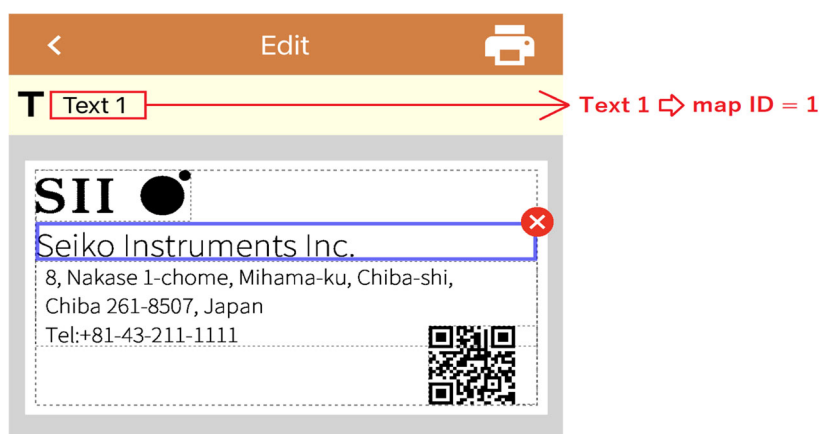 Edit
T Text 1
Text 1 ⇨ map ID = 1
SII
Seiko Instruments Inc.
8, Nakase 1-chome, Mihama-ku, Chiba-shi,
Chiba 261-8507, Japan
Tel:+81-43-211-1111